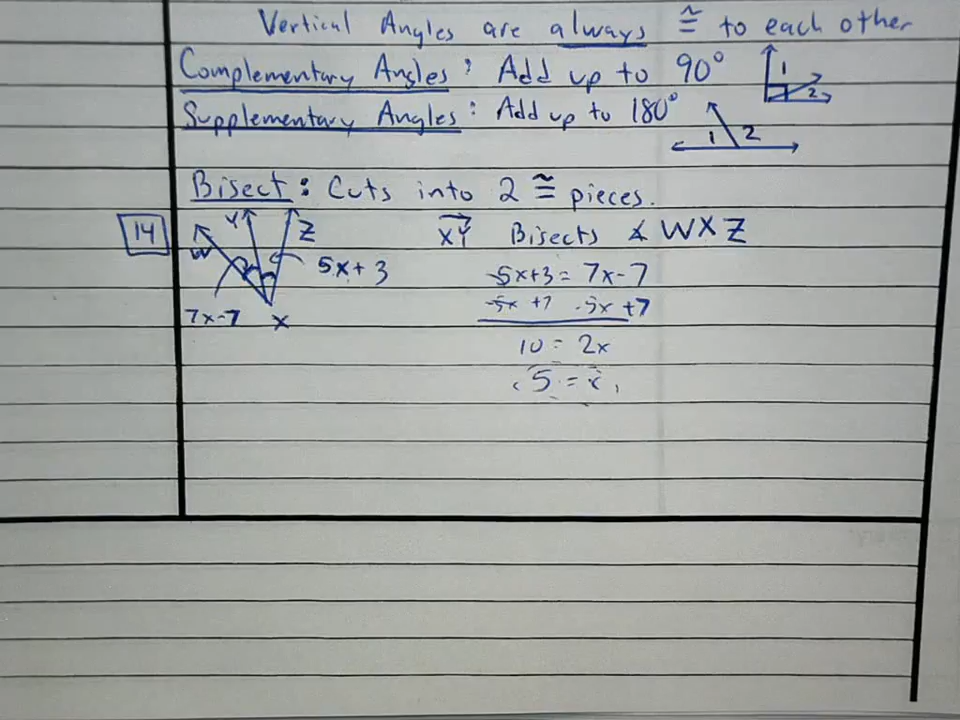 Vertical Angles are always ≅ to each other
Complementary Angles: Add up to 90°
1
2
Supplementary Angles: Add up to 180°
1 2
Bisect: Cuts into 2 ≅ pieces.
14
W Y Z
5x+3
7x-7
X
XY Bisects ∡ WXZ
5x+3 = 7x-7
-5x +7 -5x +7
10 = 2x
5 = x